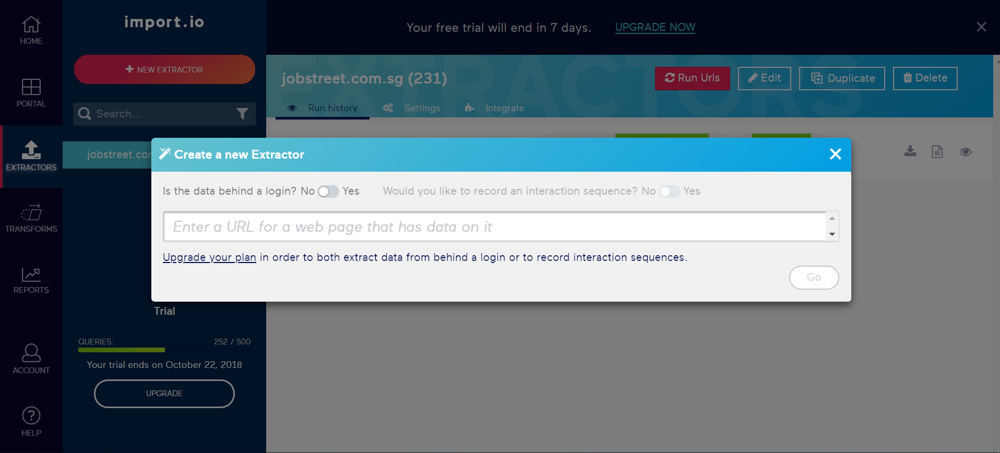 HOME
PORTAL
EXTRACTORS
TRANSFORMS
REPORTS
ACCOUNT
HELP
import.io
NEW EXTRACTOR
Search...
jobstreet.com
Trial
QUERIES: 252 / 500
Your trial ends on October 22, 2018
UPGRADE
Your free trial will end in 7 days. UPGRADE NOW
EXTRACTORS
jobstreet.com.sg (231)
Run Urls Edit Duplicate Delete
Run history Settings Integrate
Create a new Extractor
Is the data behind a login? No Yes Would you like to record an interaction sequence? No Yes
Enter a URL for a web page that has data on it
Upgrade your plan in order to both extract data from behind a login or to record interaction sequences.
Go